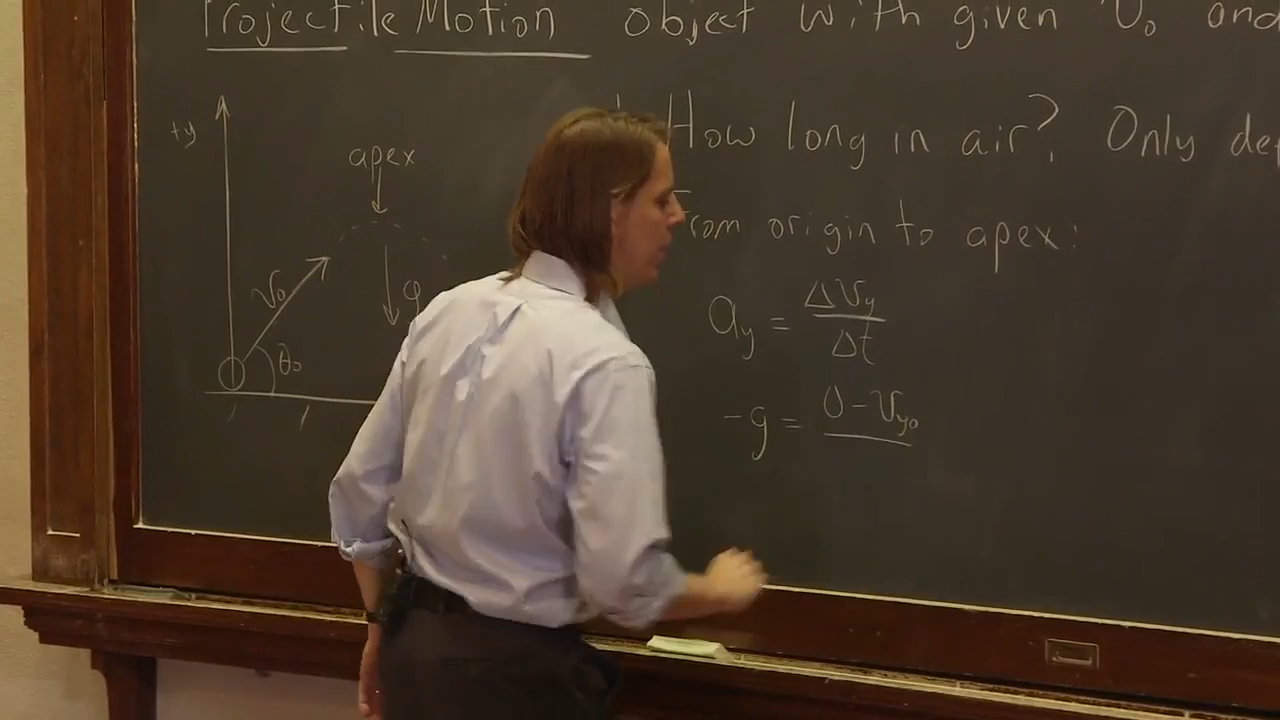 Projectile Motion object with given v₀ and
+y
apex
v₀
g
θ₀
How long in air? Only de
From origin to apex:
a_y = Δv_y / Δt
-g = 0 - v_y₀